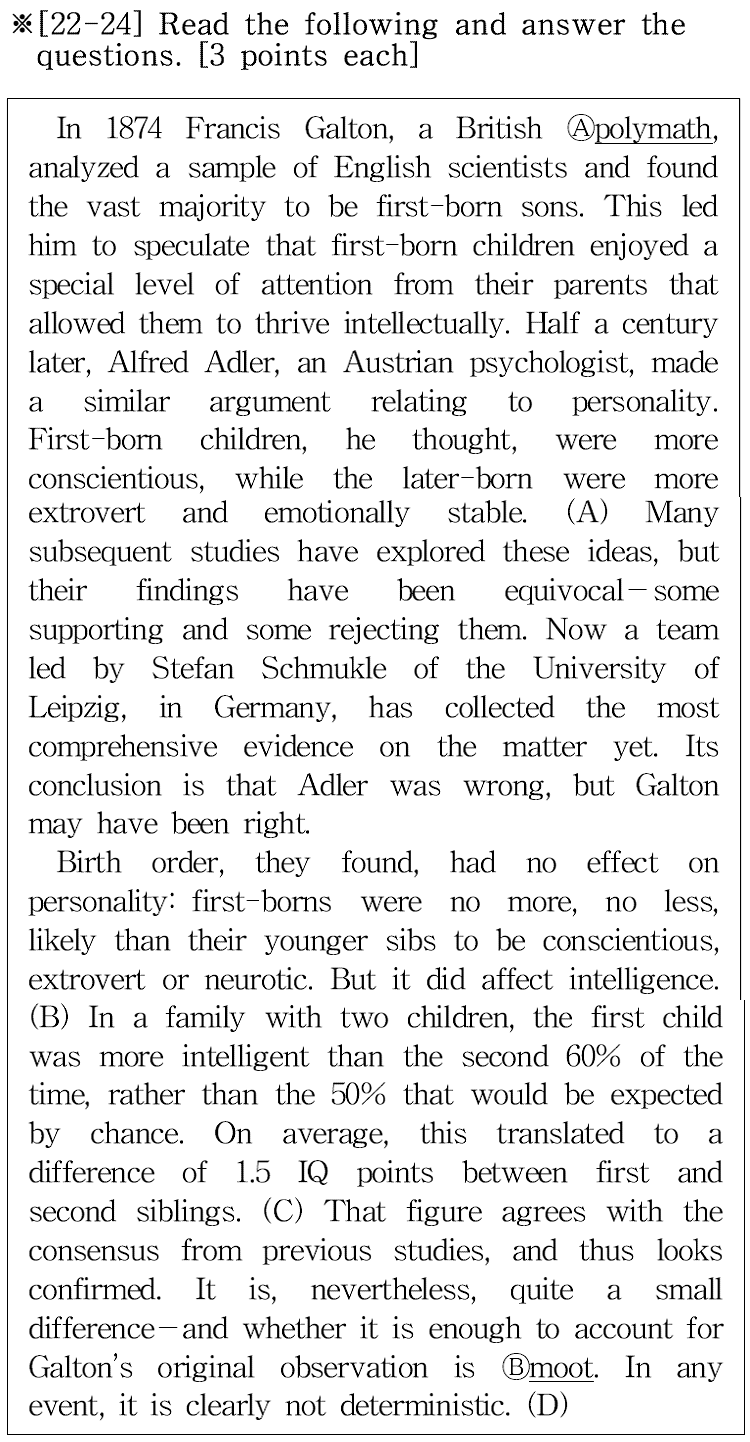 ※[22-24] Read the following and answer the
questions. [3 points each]
In 1874 Francis Galton, a British Ⓐpolymath,
analyzed a sample of English scientists and found
the vast majority to be first-born sons. This led
him to speculate that first-born children enjoyed a
special level of attention from their parents that
allowed them to thrive intellectually. Half a century
later, Alfred Adler, an Austrian psychologist, made
a similar argument relating to personality.
First-born children, he thought, were more
conscientious, while the later-born were more
extrovert and emotionally stable. (A) Many
subsequent studies have explored these ideas, but
their findings have been equivocal—some
supporting and some rejecting them. Now a team
led by Stefan Schmukle of the University of
Leipzig, in Germany, has collected the most
comprehensive evidence on the matter yet. Its
conclusion is that Adler was wrong, but Galton
may have been right.
Birth order, they found, had no effect on
personality: first-borns were no more, no less,
likely than their younger sibs to be conscientious,
extrovert or neurotic. But it did affect intelligence.
(B) In a family with two children, the first child
was more intelligent than the second 60% of the
time, rather than the 50% that would be expected
by chance. On average, this translated to a
difference of 1.5 IQ points between first and
second siblings. (C) That figure agrees with the
consensus from previous studies, and thus looks
confirmed. It is, nevertheless, quite a small
difference—and whether it is enough to account for
Galton's original observation is Ⓑmoot. In any
event, it is clearly not deterministic. (D)